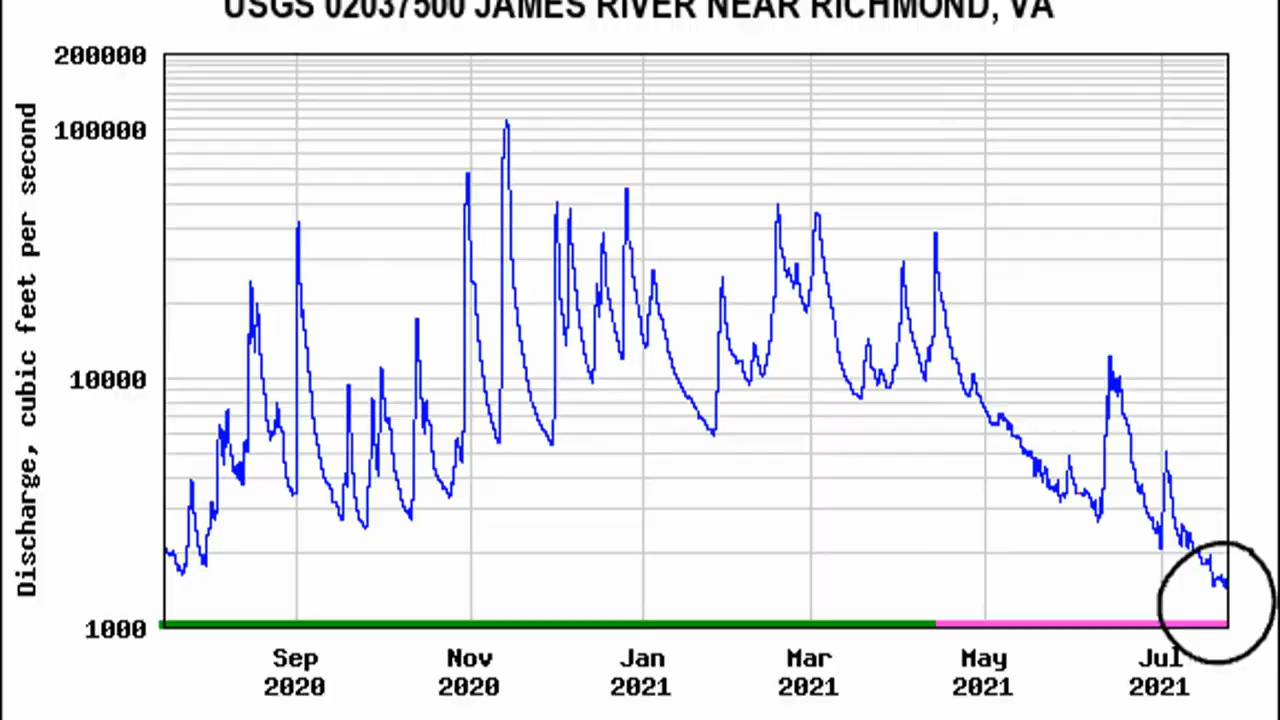 USGS 02037500 JAMES RIVER NEAR RICHMOND, VA
Discharge, cubic feet per second
200000
100000
10000
1000
Sep Nov Jan Mar May Jul
2020 2020 2021 2021 2021 2021